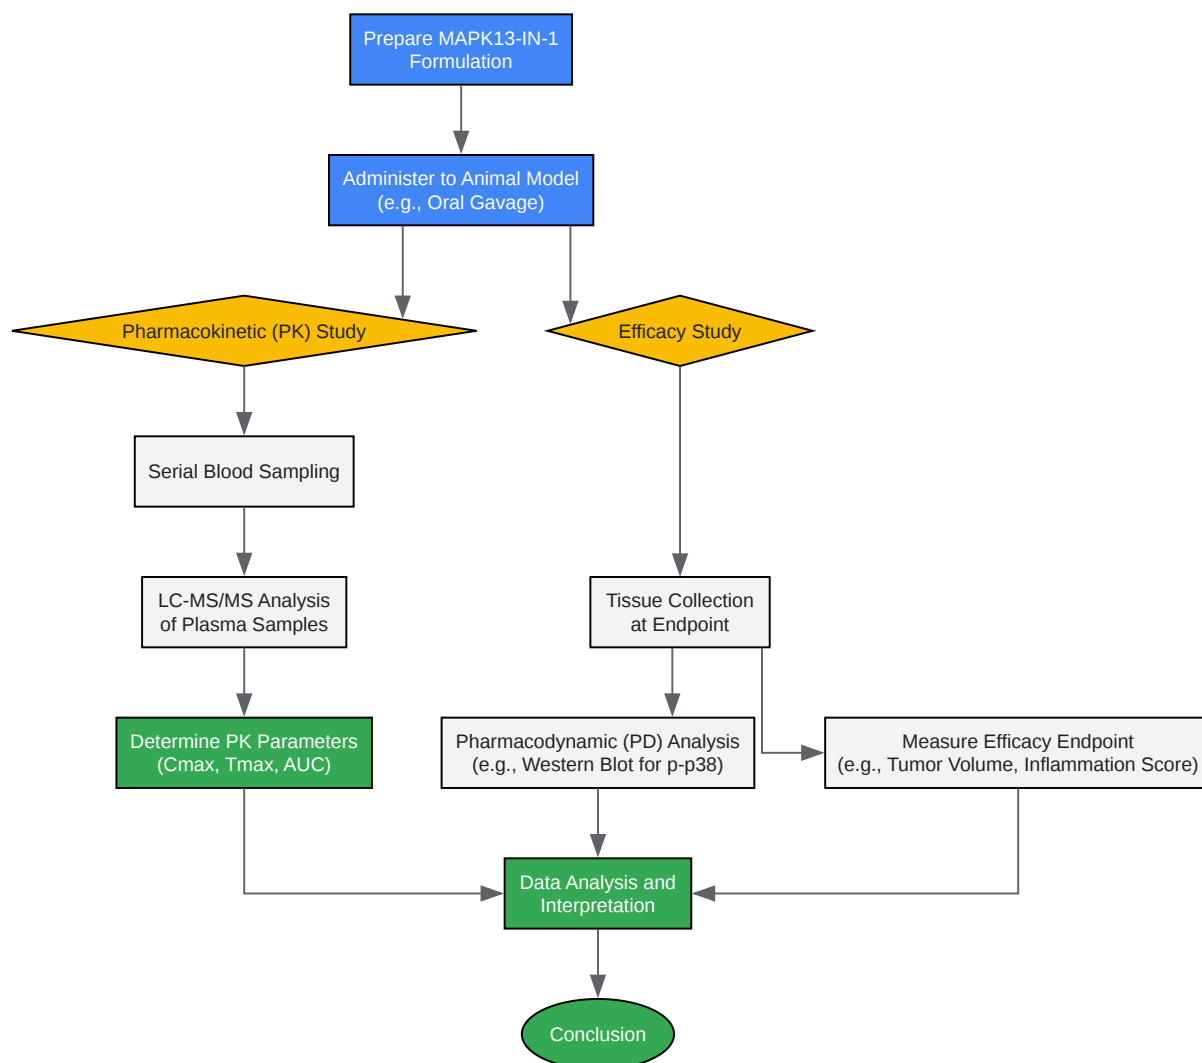 Prepare MAPK13-IN-1
Formulation
Administer to Animal Model
(e.g., Oral Gavage)
Pharmacokinetic (PK) Study
Efficacy Study
Serial Blood Sampling
LC-MS/MS Analysis
of Plasma Samples
Tissue Collection
at Endpoint
Determine PK Parameters
(Cmax, Tmax, AUC)
Pharmacodynamic (PD) Analysis
(e.g., Western Blot for p-p38)
Measure Efficacy Endpoint
(e.g., Tumor Volume, Inflammation Score)
Data Analysis and
Interpretation
Conclusion